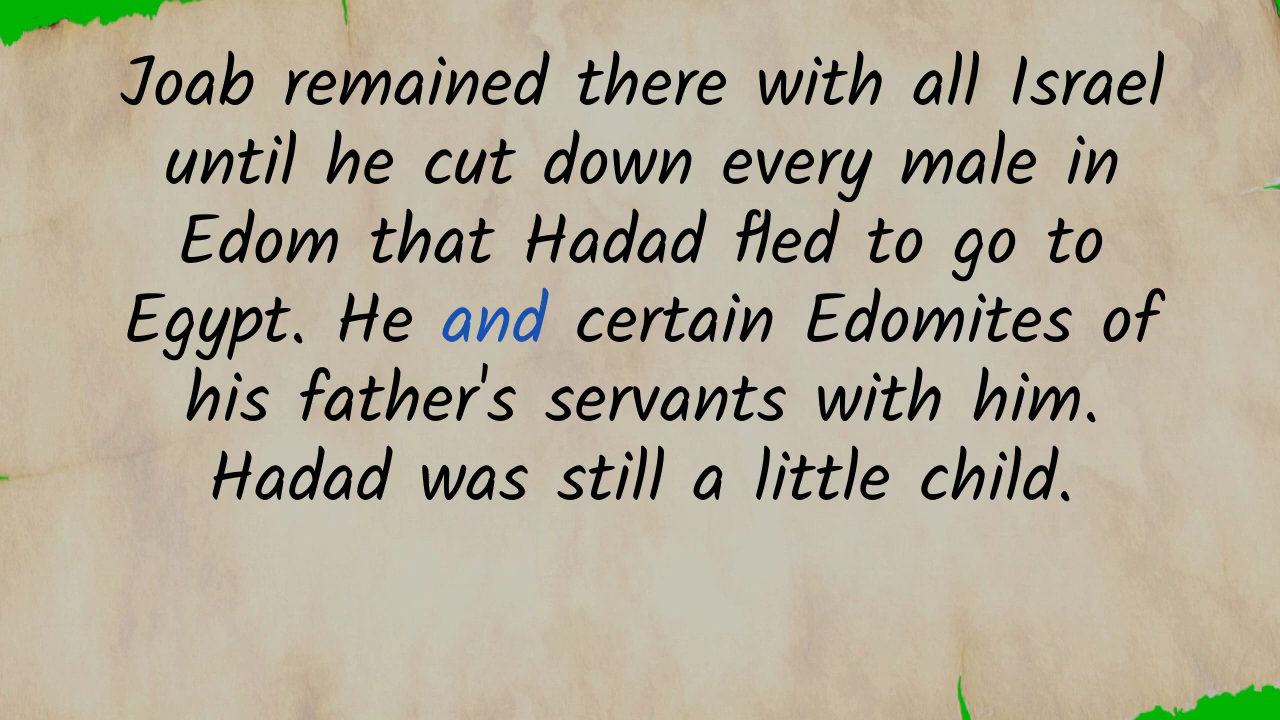 Joab remained there with all Israel
until he cut down every male in
Edom that Hadad fled to go to
Egypt. He and certain Edomites of
his father's servants with him.
Hadad was still a little child.